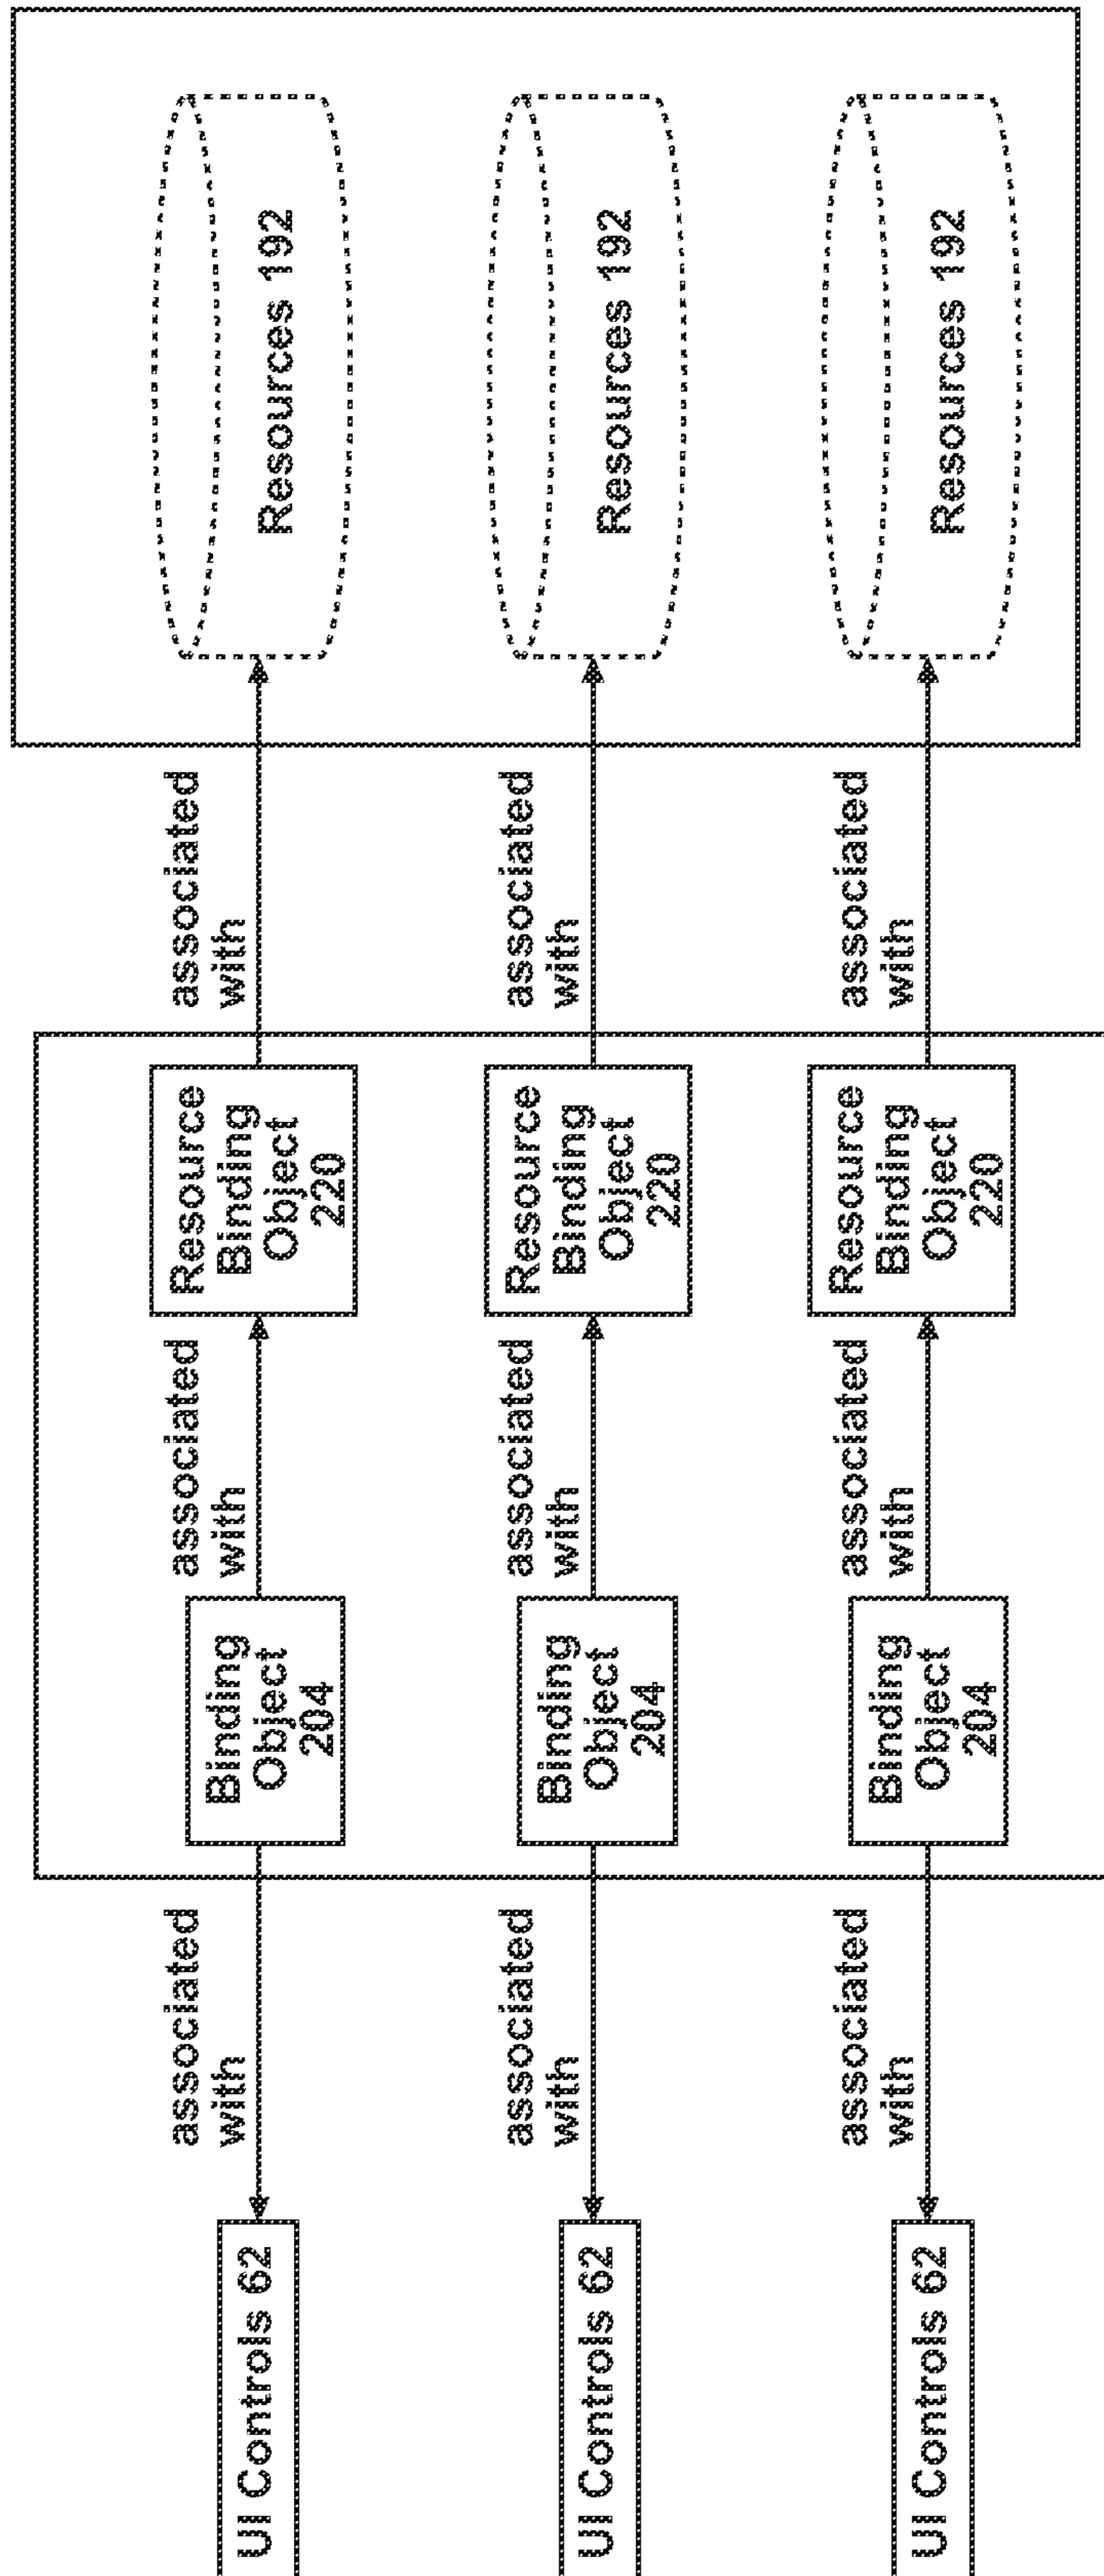 UI Controls 62
associated
with
Binding
Object
204
associated
with
Resource
Binding
Object
220
associated
with
Resources 192
UI Controls 62
associated
with
Binding
Object
204
associated
with
Resource
Binding
Object
220
associated
with
Resources 192
UI Controls 62
associated
with
Binding
Object
204
associated
with
Resource
Binding
Object
220
associated
with
Resources 192